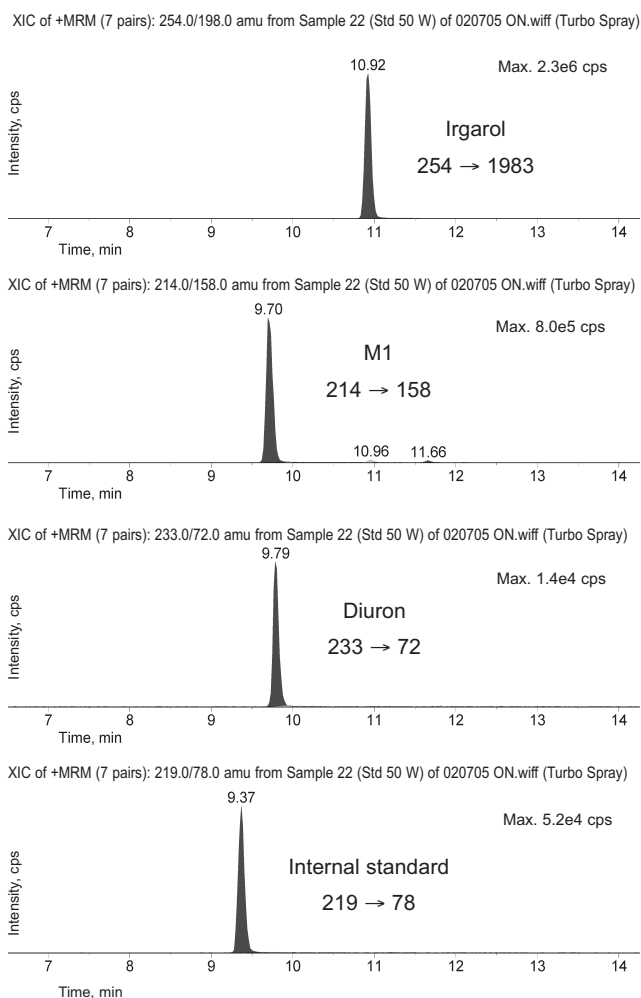 XIC of +MRM (7 pairs): 254.0/198.0 amu from Sample 22 (Std 50 W) of 020705 ON.wiff (Turbo Spray)
10.92
Max. 2.3e6 cps
Intensity, cps
Irgarol
254 → 1983
7 8 9 10 11 12 13 14
Time, min
XIC of +MRM (7 pairs): 214.0/158.0 amu from Sample 22 (Std 50 W) of 020705 ON.wiff (Turbo Spray)
9.70
Max. 8.0e5 cps
Intensity, cps
M1
214 → 158
10.96 11.66
7 8 9 10 11 12 13 14
Time, min
XIC of +MRM (7 pairs): 233.0/72.0 amu from Sample 22 (Std 50 W) of 020705 ON.wiff (Turbo Spray)
9.79
Max. 1.4e4 cps
Intensity, cps
Diuron
233 → 72
7 8 9 10 11 12 13 14
Time, min
XIC of +MRM (7 pairs): 219.0/78.0 amu from Sample 22 (Std 50 W) of 020705 ON.wiff (Turbo Spray)
9.37
Max. 5.2e4 cps
Intensity, cps
Internal standard
219 → 78
7 8 9 10 11 12 13 14
Time, min